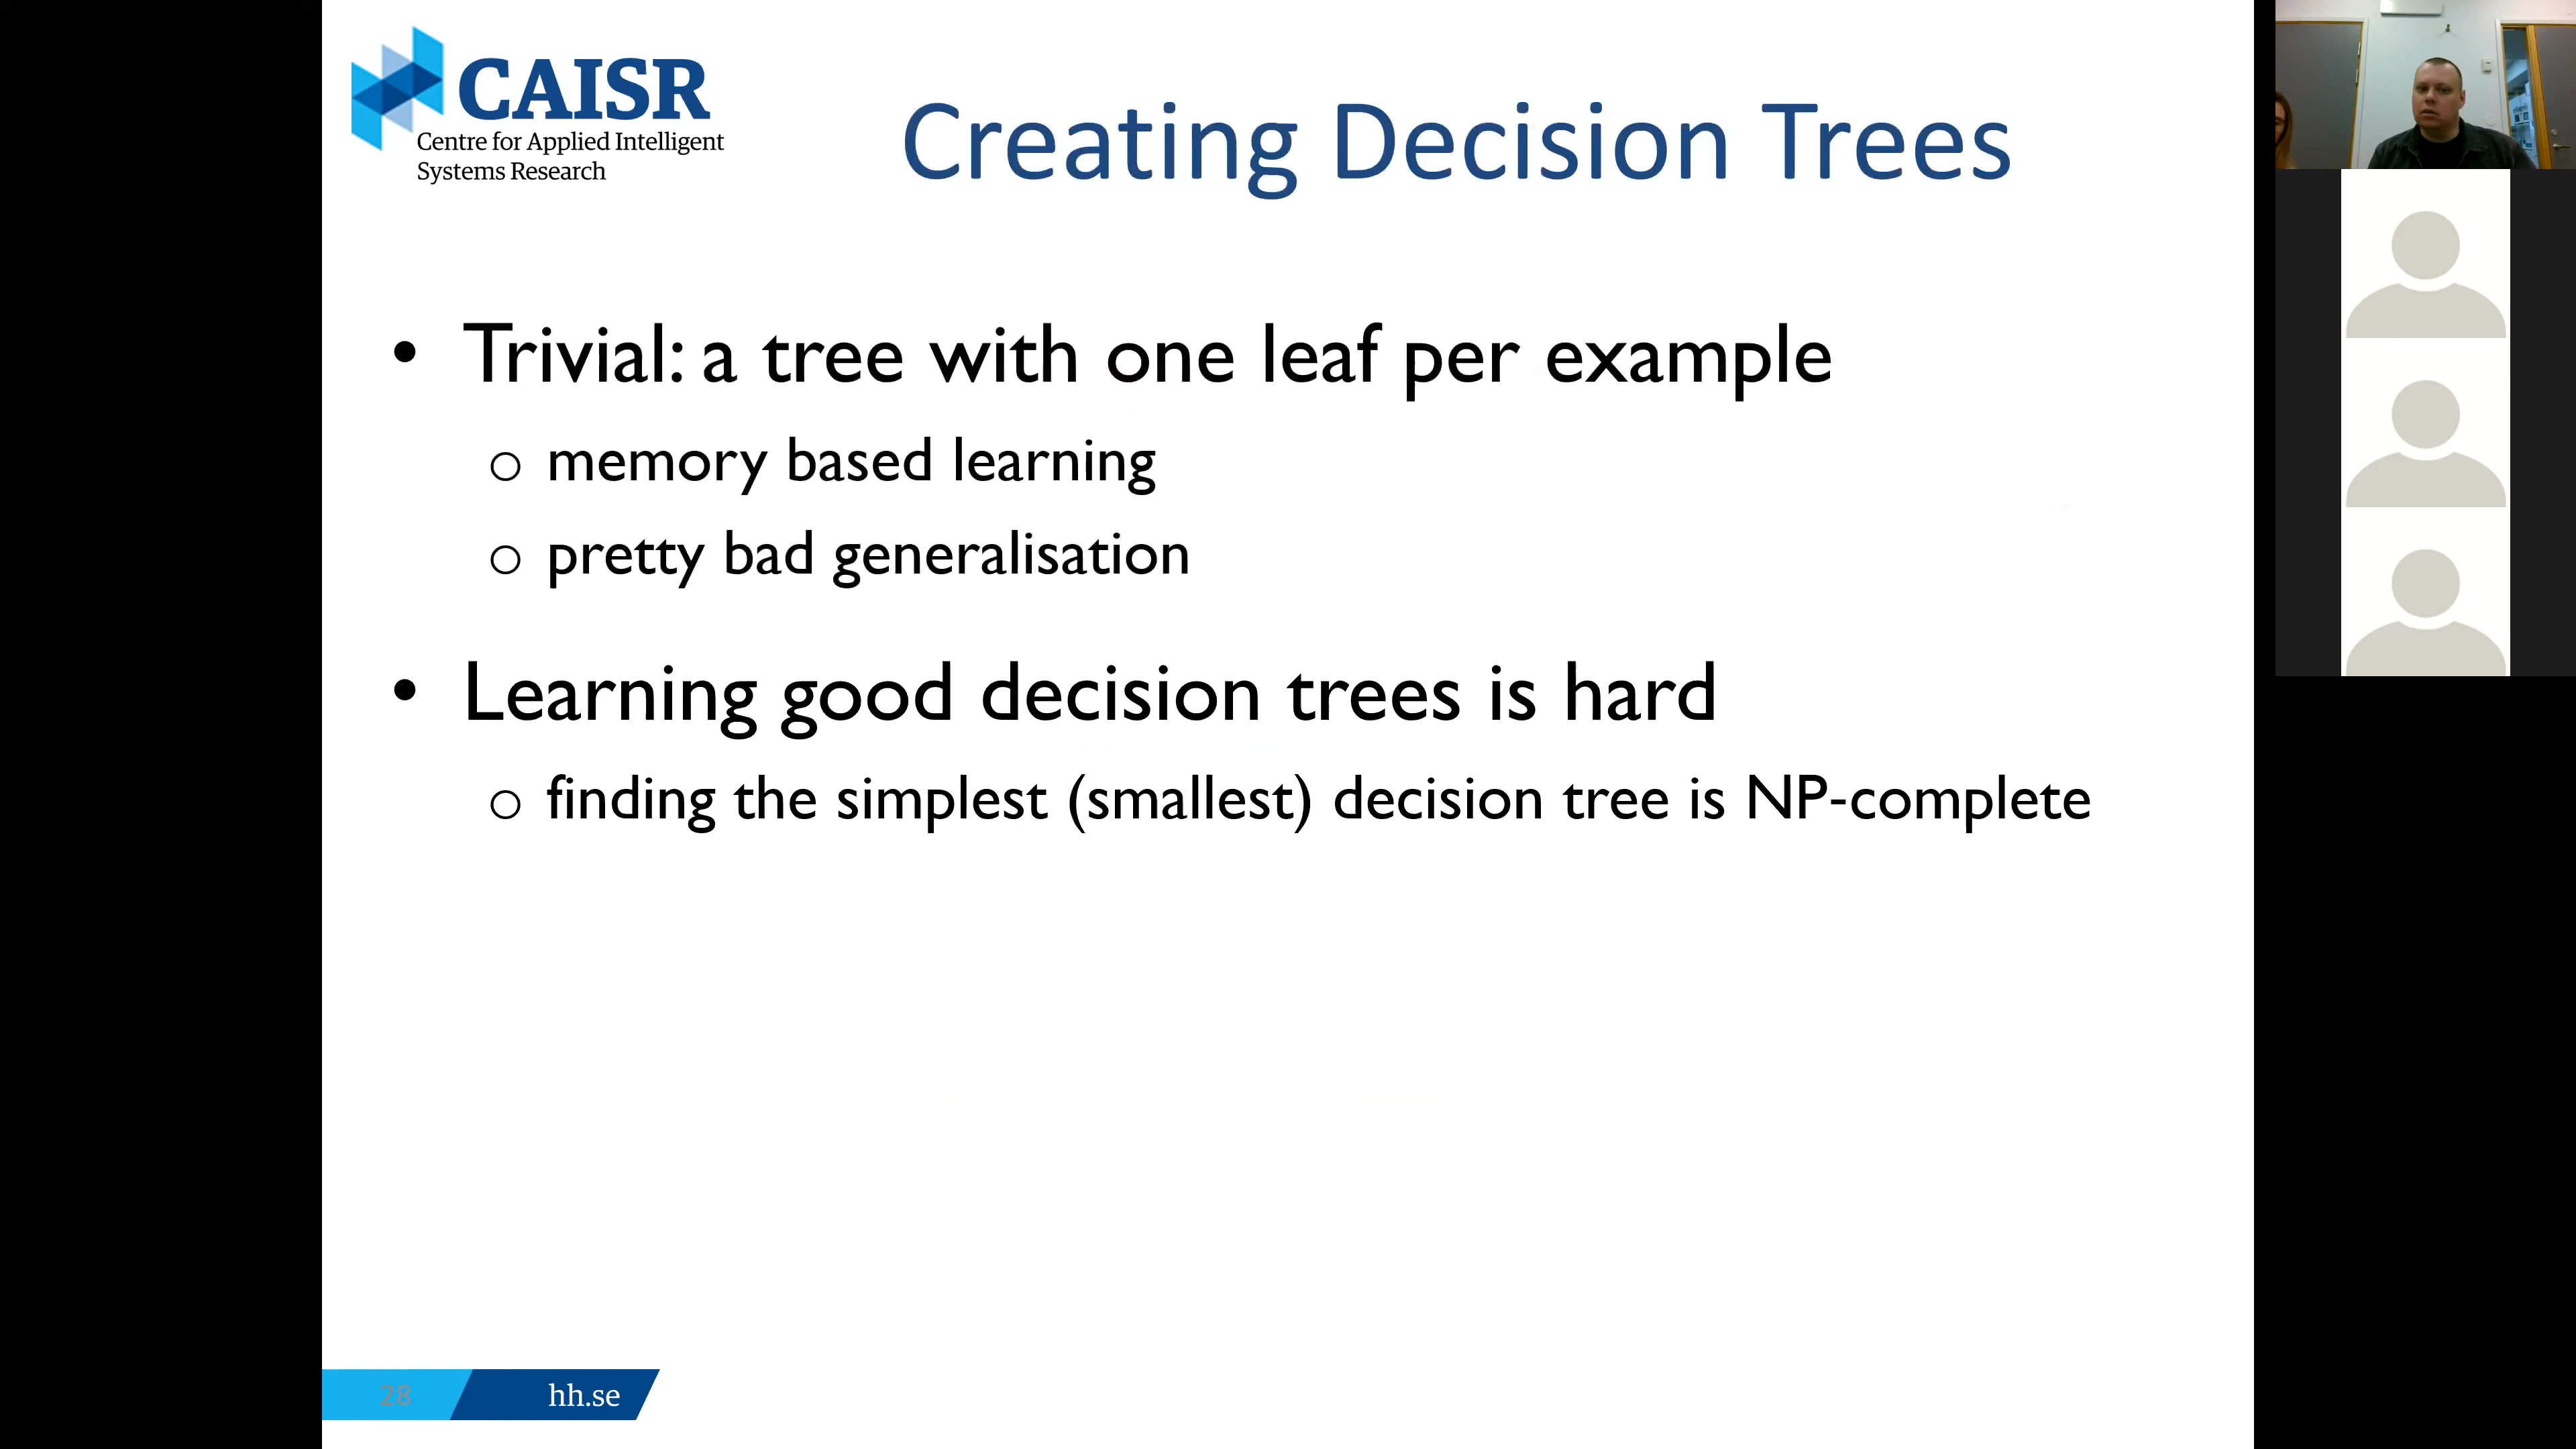 CAISR
Centre for Applied Intelligent
Systems Research
Creating Decision Trees
• Trivial: a tree with one leaf per example
o memory based learning
o pretty bad generalisation
• Learning good decision trees is hard
o finding the simplest (smallest) decision tree is NP-complete
28
hh.se